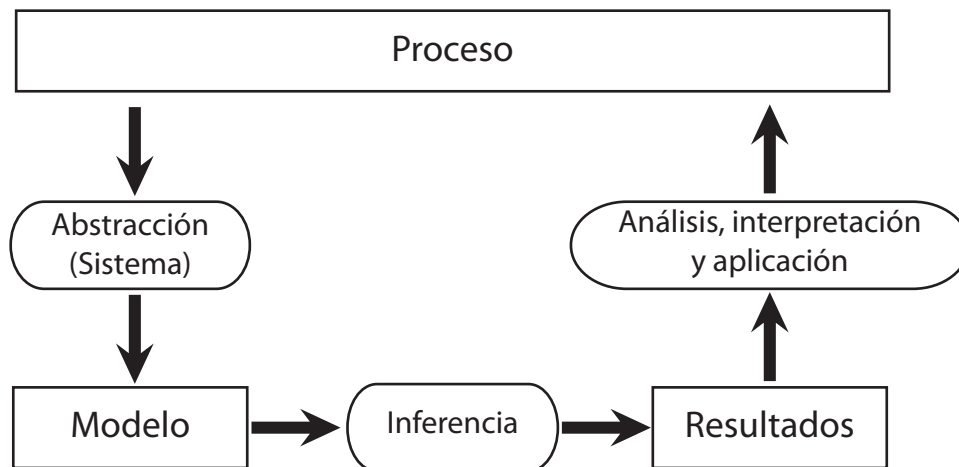 Proceso
Abstracción
(Sistema)
Análisis, interpretación
y aplicación
Modelo
Inferencia
Resultados